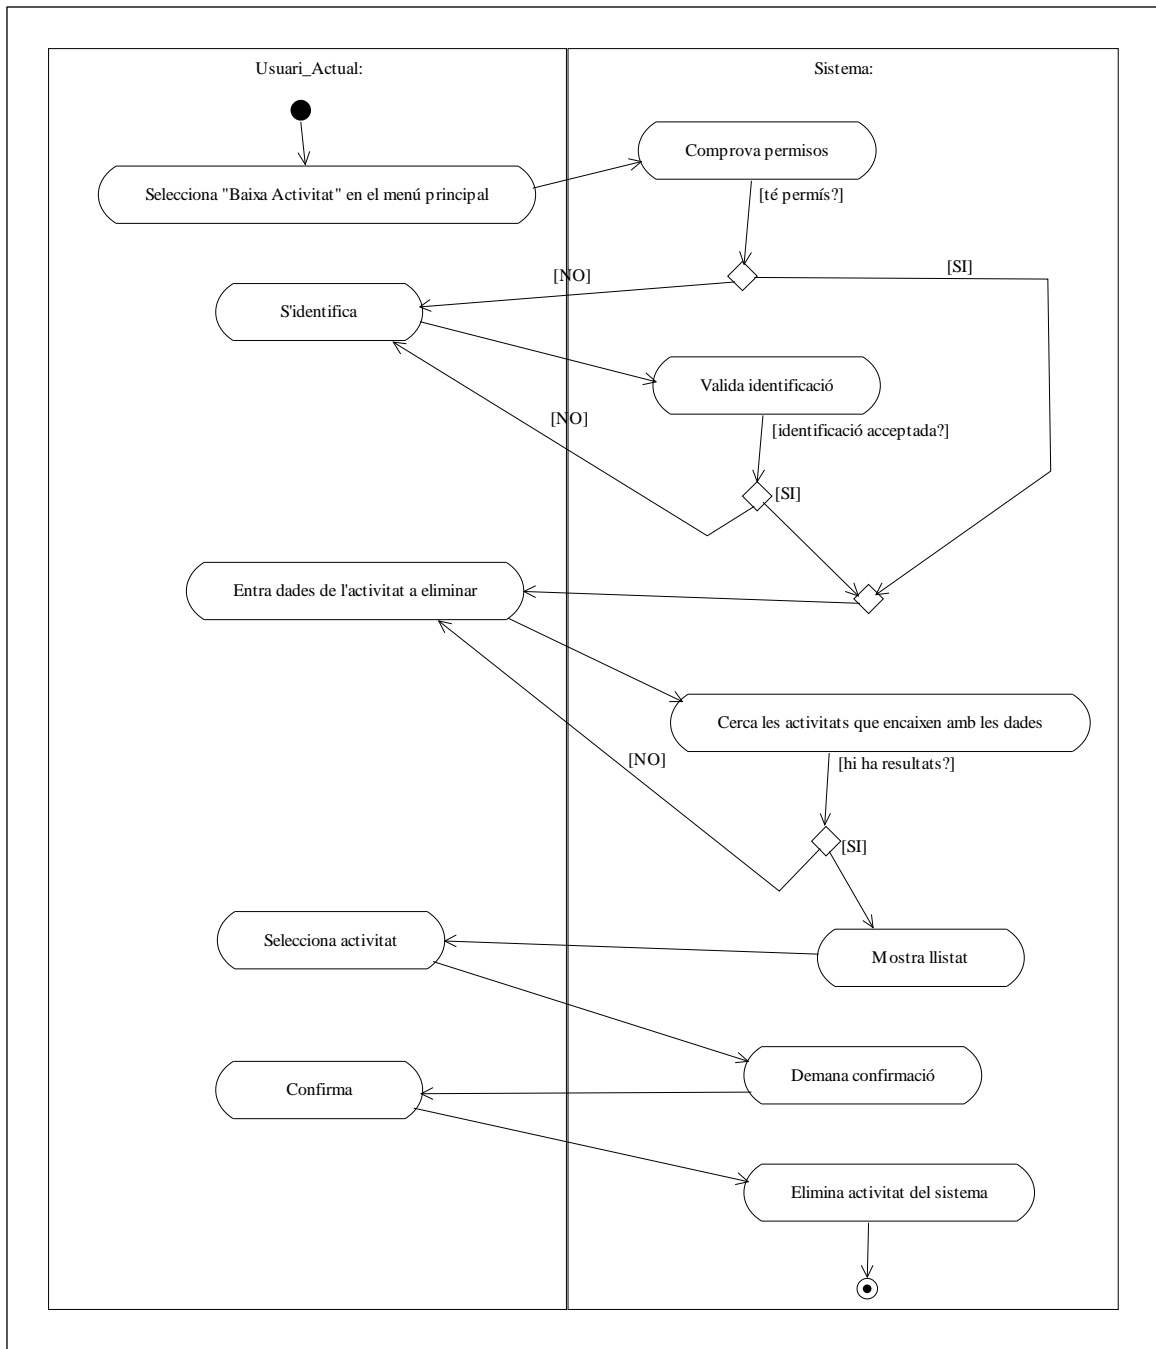 Usuari_Actual:
Sistema:
Comprova permisos
Selecciona "Baixa Activitat" en el menú principal
[té permís?]
[NO]
[SI]
S'identifica
Valida identificació
[NO]
[identificació acceptada?]
[SI]
Entra dades de l'activitat a eliminar
Cerca les activitats que encaixen amb les dades
[NO]
[hi ha resultats?]
[SI]
Selecciona activitat
Mostra llistat
Demana confirmació
Confirma
Elimina activitat del sistema